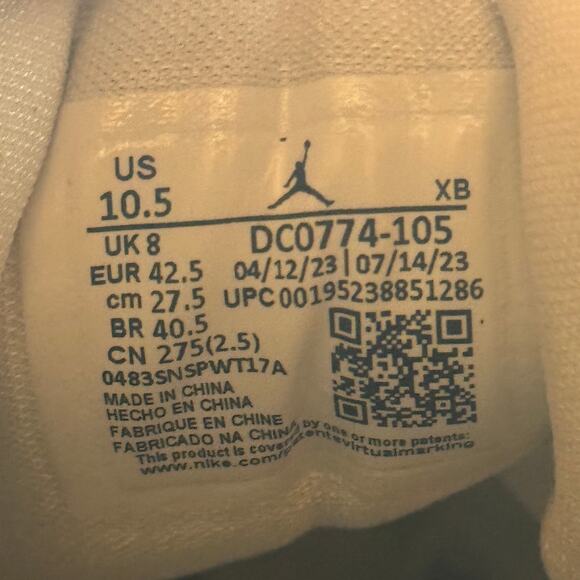 US
10.5
XB
UK 8
DC0774-105
EUR 42.5
04/12/23 | 07/14/23
cm 27.5
UPC 00195238851286
BR 40.5
CN 275(2.5)
0483SNSPWT17A
MADE IN CHINA
HECHO EN CHINA
FABRIQUE EN CHINE
FABRICADO NA CHINA
This product is covered by one or more patents:
www.nike.com/patentsvirtualmarking